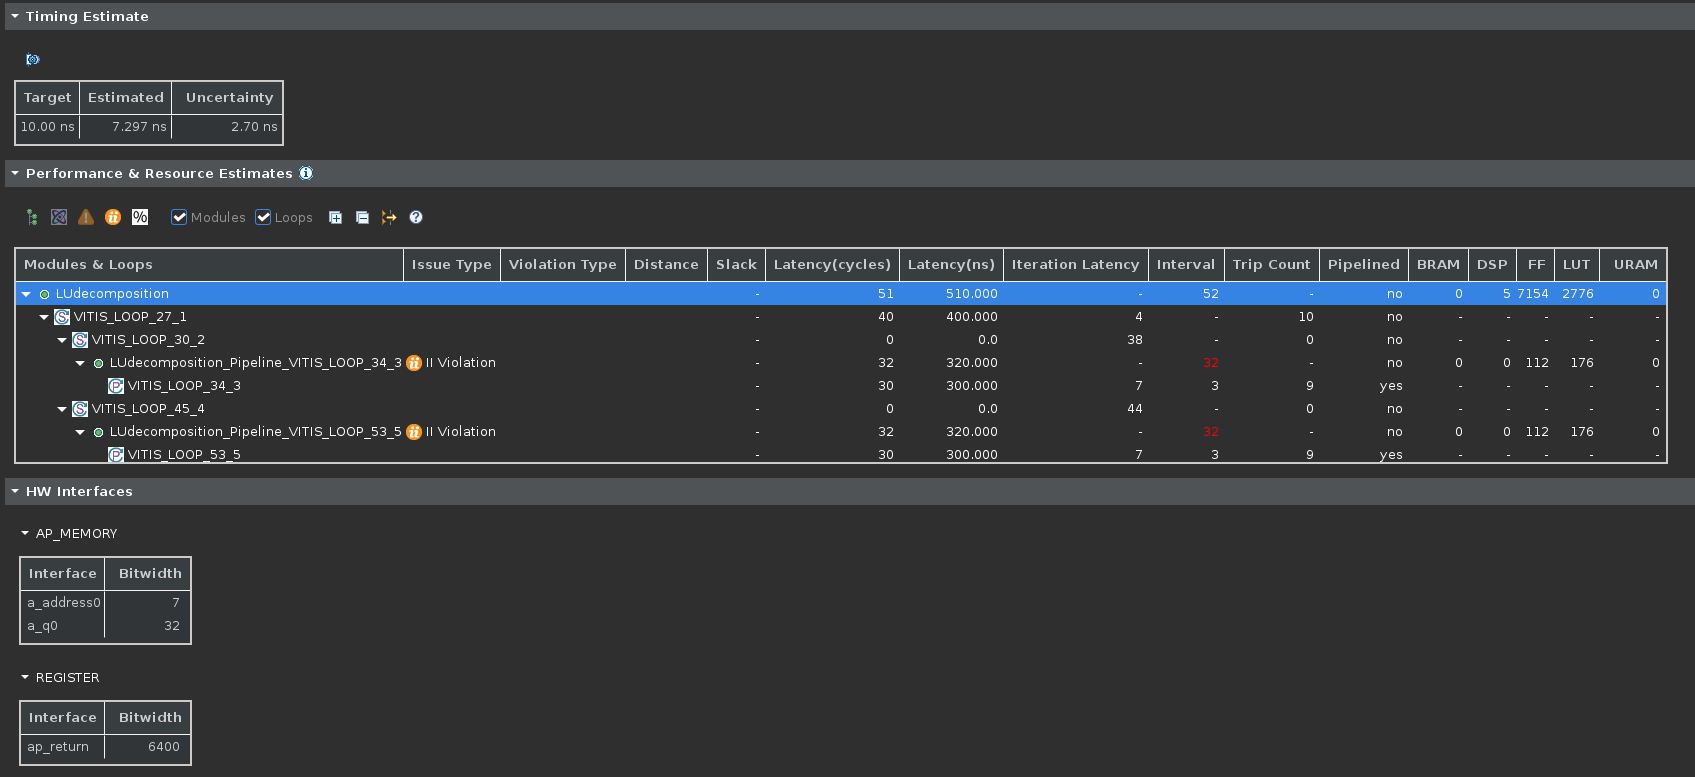 Timing Estimate
Target Estimated Uncertainty
10.00 ns 7.297 ns 2.70 ns
Performance & Resource Estimates
% Modules Loops
Modules & Loops Issue Type Violation Type Distance Slack Latency(cycles) Latency(ns) Iteration Latency Interval Trip Count Pipelined BRAM DSP FF LUT URAM
LUdecomposition - 51 510.000 - 52 - no 0 5 7154 2776 0
VITIS_LOOP_27_1 - 40 400.000 4 - 10 no - - - - -
VITIS_LOOP_30_2 - 0 0.0 38 - 0 no - - - - -
LUdecomposition_Pipeline_VITIS_LOOP_34_3 II Violation - 32 320.000 - 32 - no 0 0 112 176 0
VITIS_LOOP_34_3 - 30 300.000 7 3 9 yes - - - - -
VITIS_LOOP_45_4 - 0 0.0 44 - 0 no - - - - -
LUdecomposition_Pipeline_VITIS_LOOP_53_5 II Violation - 32 320.000 - 32 - no 0 0 112 176 0
VITIS_LOOP_53_5 - 30 300.000 7 3 9 yes - - - - -
HW Interfaces
AP_MEMORY
Interface Bitwidth
a_address0 7
a_q0 32
REGISTER
Interface Bitwidth
ap_return 6400